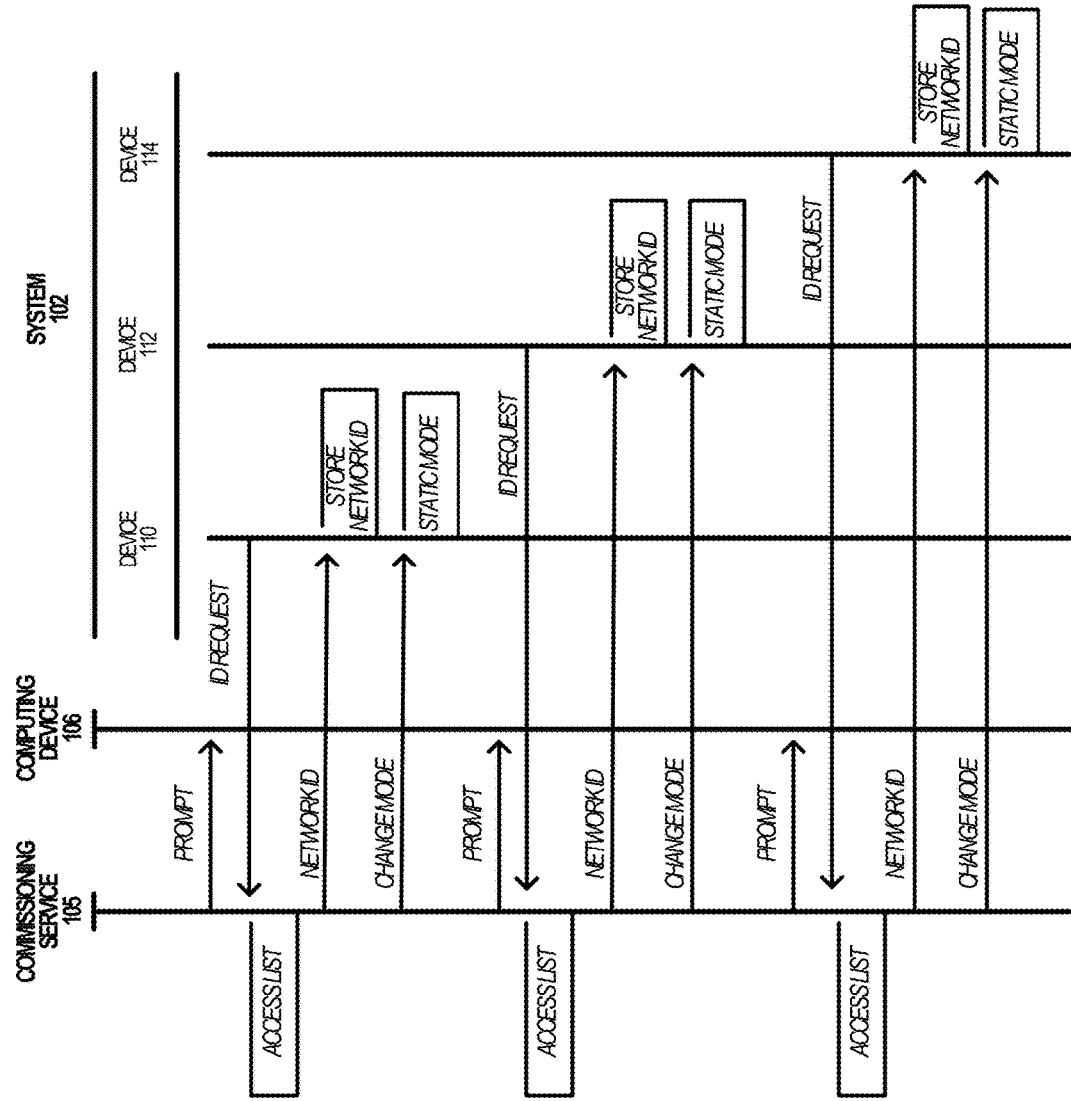 COMMISSIONING
SERVICE
105
COMPUTING
DEVICE
106
SYSTEM
102
DEVICE
110
DEVICE
112
DEVICE
114
PROMPT
ID REQUEST
ACCESS LIST
NETWORK ID
STORE
NETWORK ID
CHANGE MODE
STATIC MODE
PROMPT
ID REQUEST
ACCESS LIST
NETWORK ID
STORE
NETWORK ID
CHANGE MODE
STATIC MODE
PROMPT
ID REQUEST
ACCESS LIST
NETWORK ID
STORE
NETWORK ID
CHANGE MODE
STATIC MODE